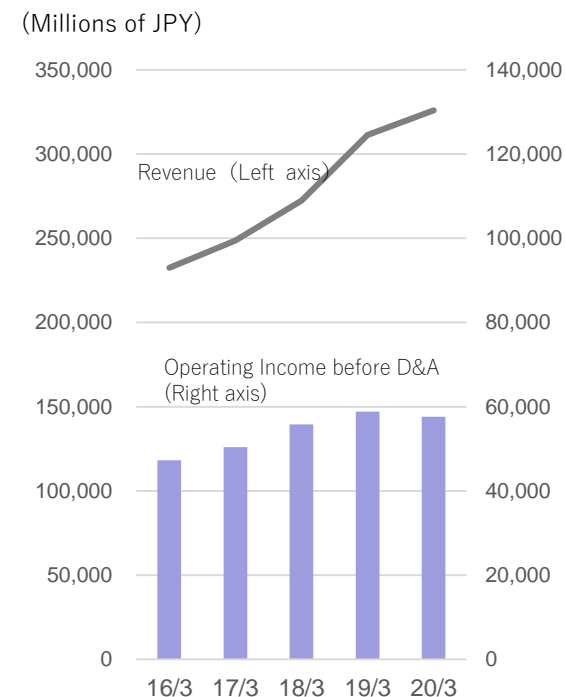 (Millions of JPY)
350,000 140,000
300,000 120,000
Revenue (Left axis)
250,000 100,000
200,000 80,000
Operating Income before D&A
(Right axis)
150,000 60,000
100,000 40,000
50,000 20,000
0 0
16/3 17/3 18/3 19/3 20/3